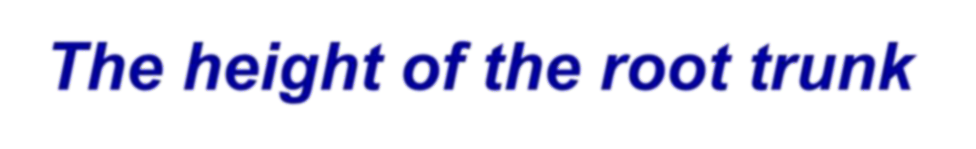 The height of the root trunk